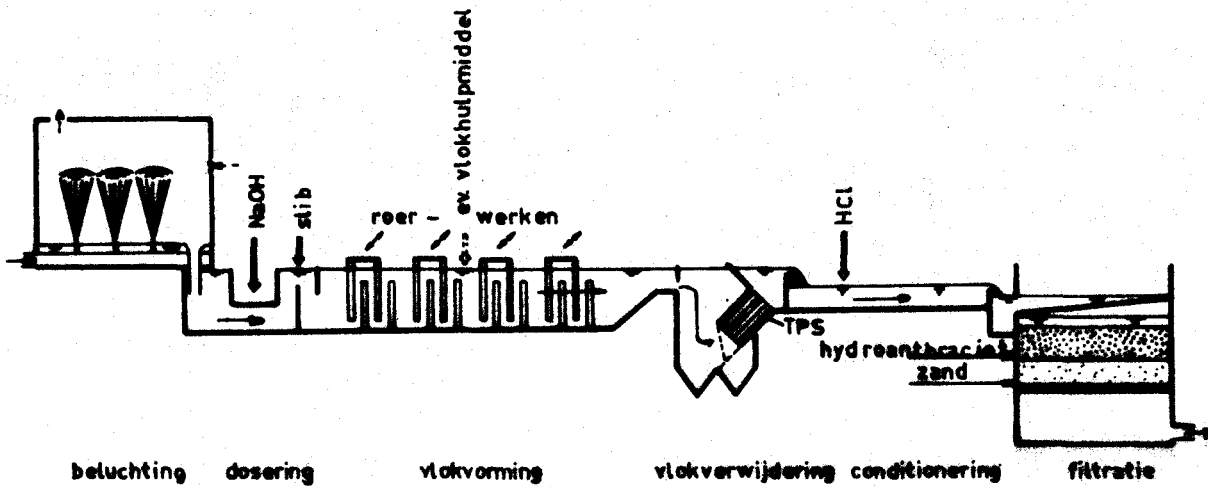 ev. vlokhulpmiddel
NaOH
slib
roer - werken
HCl
TPS
hydroanthraciet
zand
beluchting dosering vlokvorming vlokverwijdering conditionering filtratie